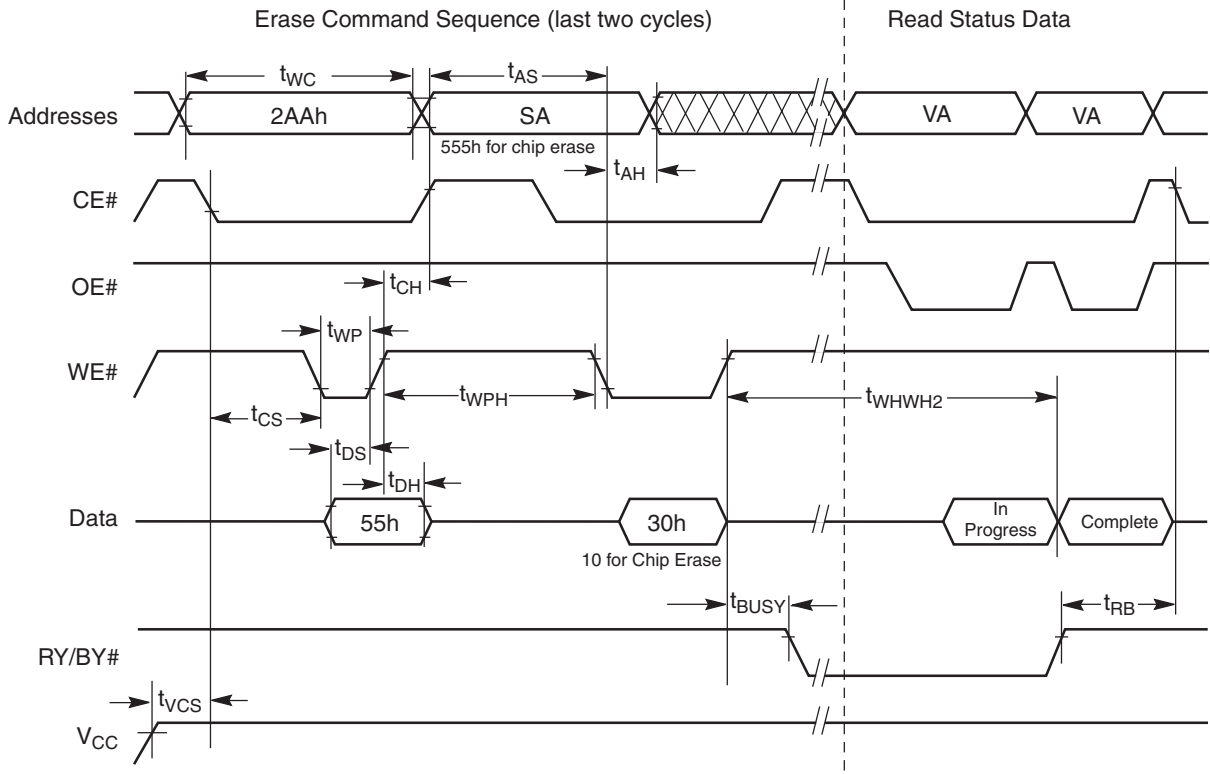 Erase Command Sequence (last two cycles)
Read Status Data
tWC
tAS
Addresses
2AAh
SA
VA
VA
555h for chip erase
tAH
CE#
OE#
tCH
tWP
WE#
tWPH
tWHWH2
tCS
tDS
tDH
Data
55h
30h
In
Progress
Complete
10 for Chip Erase
tBUSY
tRB
RY/BY#
tVCS
VCC